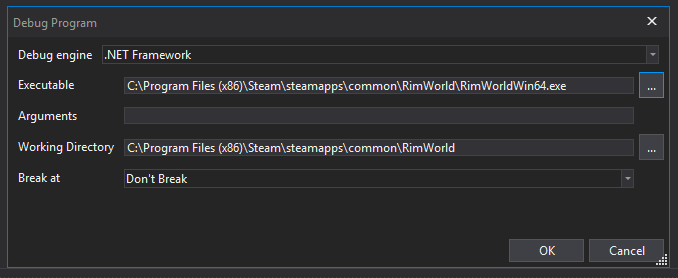 Debug Program
Debug engine .NET Framework
Executable C:\Program Files (x86)\Steam\steamapps\common\RimWorld\RimWorldWin64.exe ...
Arguments
Working Directory C:\Program Files (x86)\Steam\steamapps\common\RimWorld ...
Break at Don't Break
OK Cancel